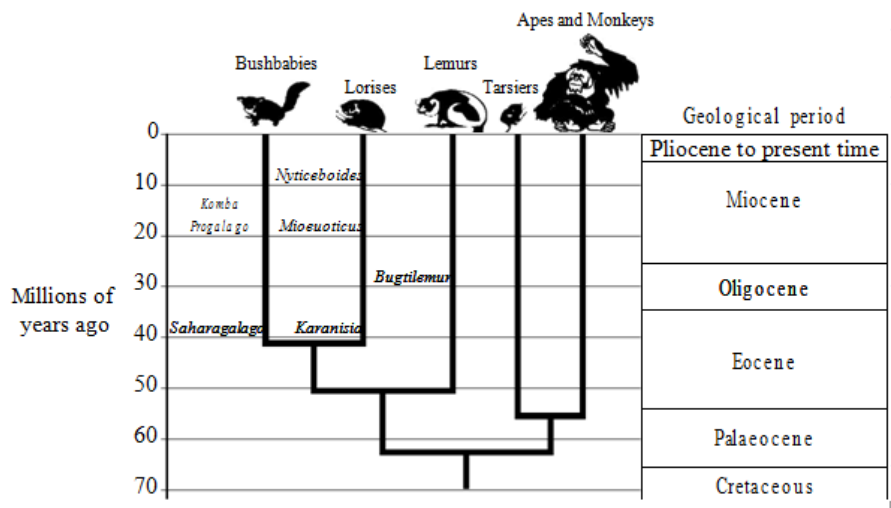 Apes and Monkeys
Bushbabies
Lorises
Lemurs
Tarsiers
Geological period
0
10
20
30
40
50
60
70
Millions of
years ago
Nyticeboides
Komba
Progalago
Mioeuoticus
Bugtilemur
Saharagalago
Karanisia
Pliocene to present time
Miocene
Oligocene
Eocene
Palaeocene
Cretaceous